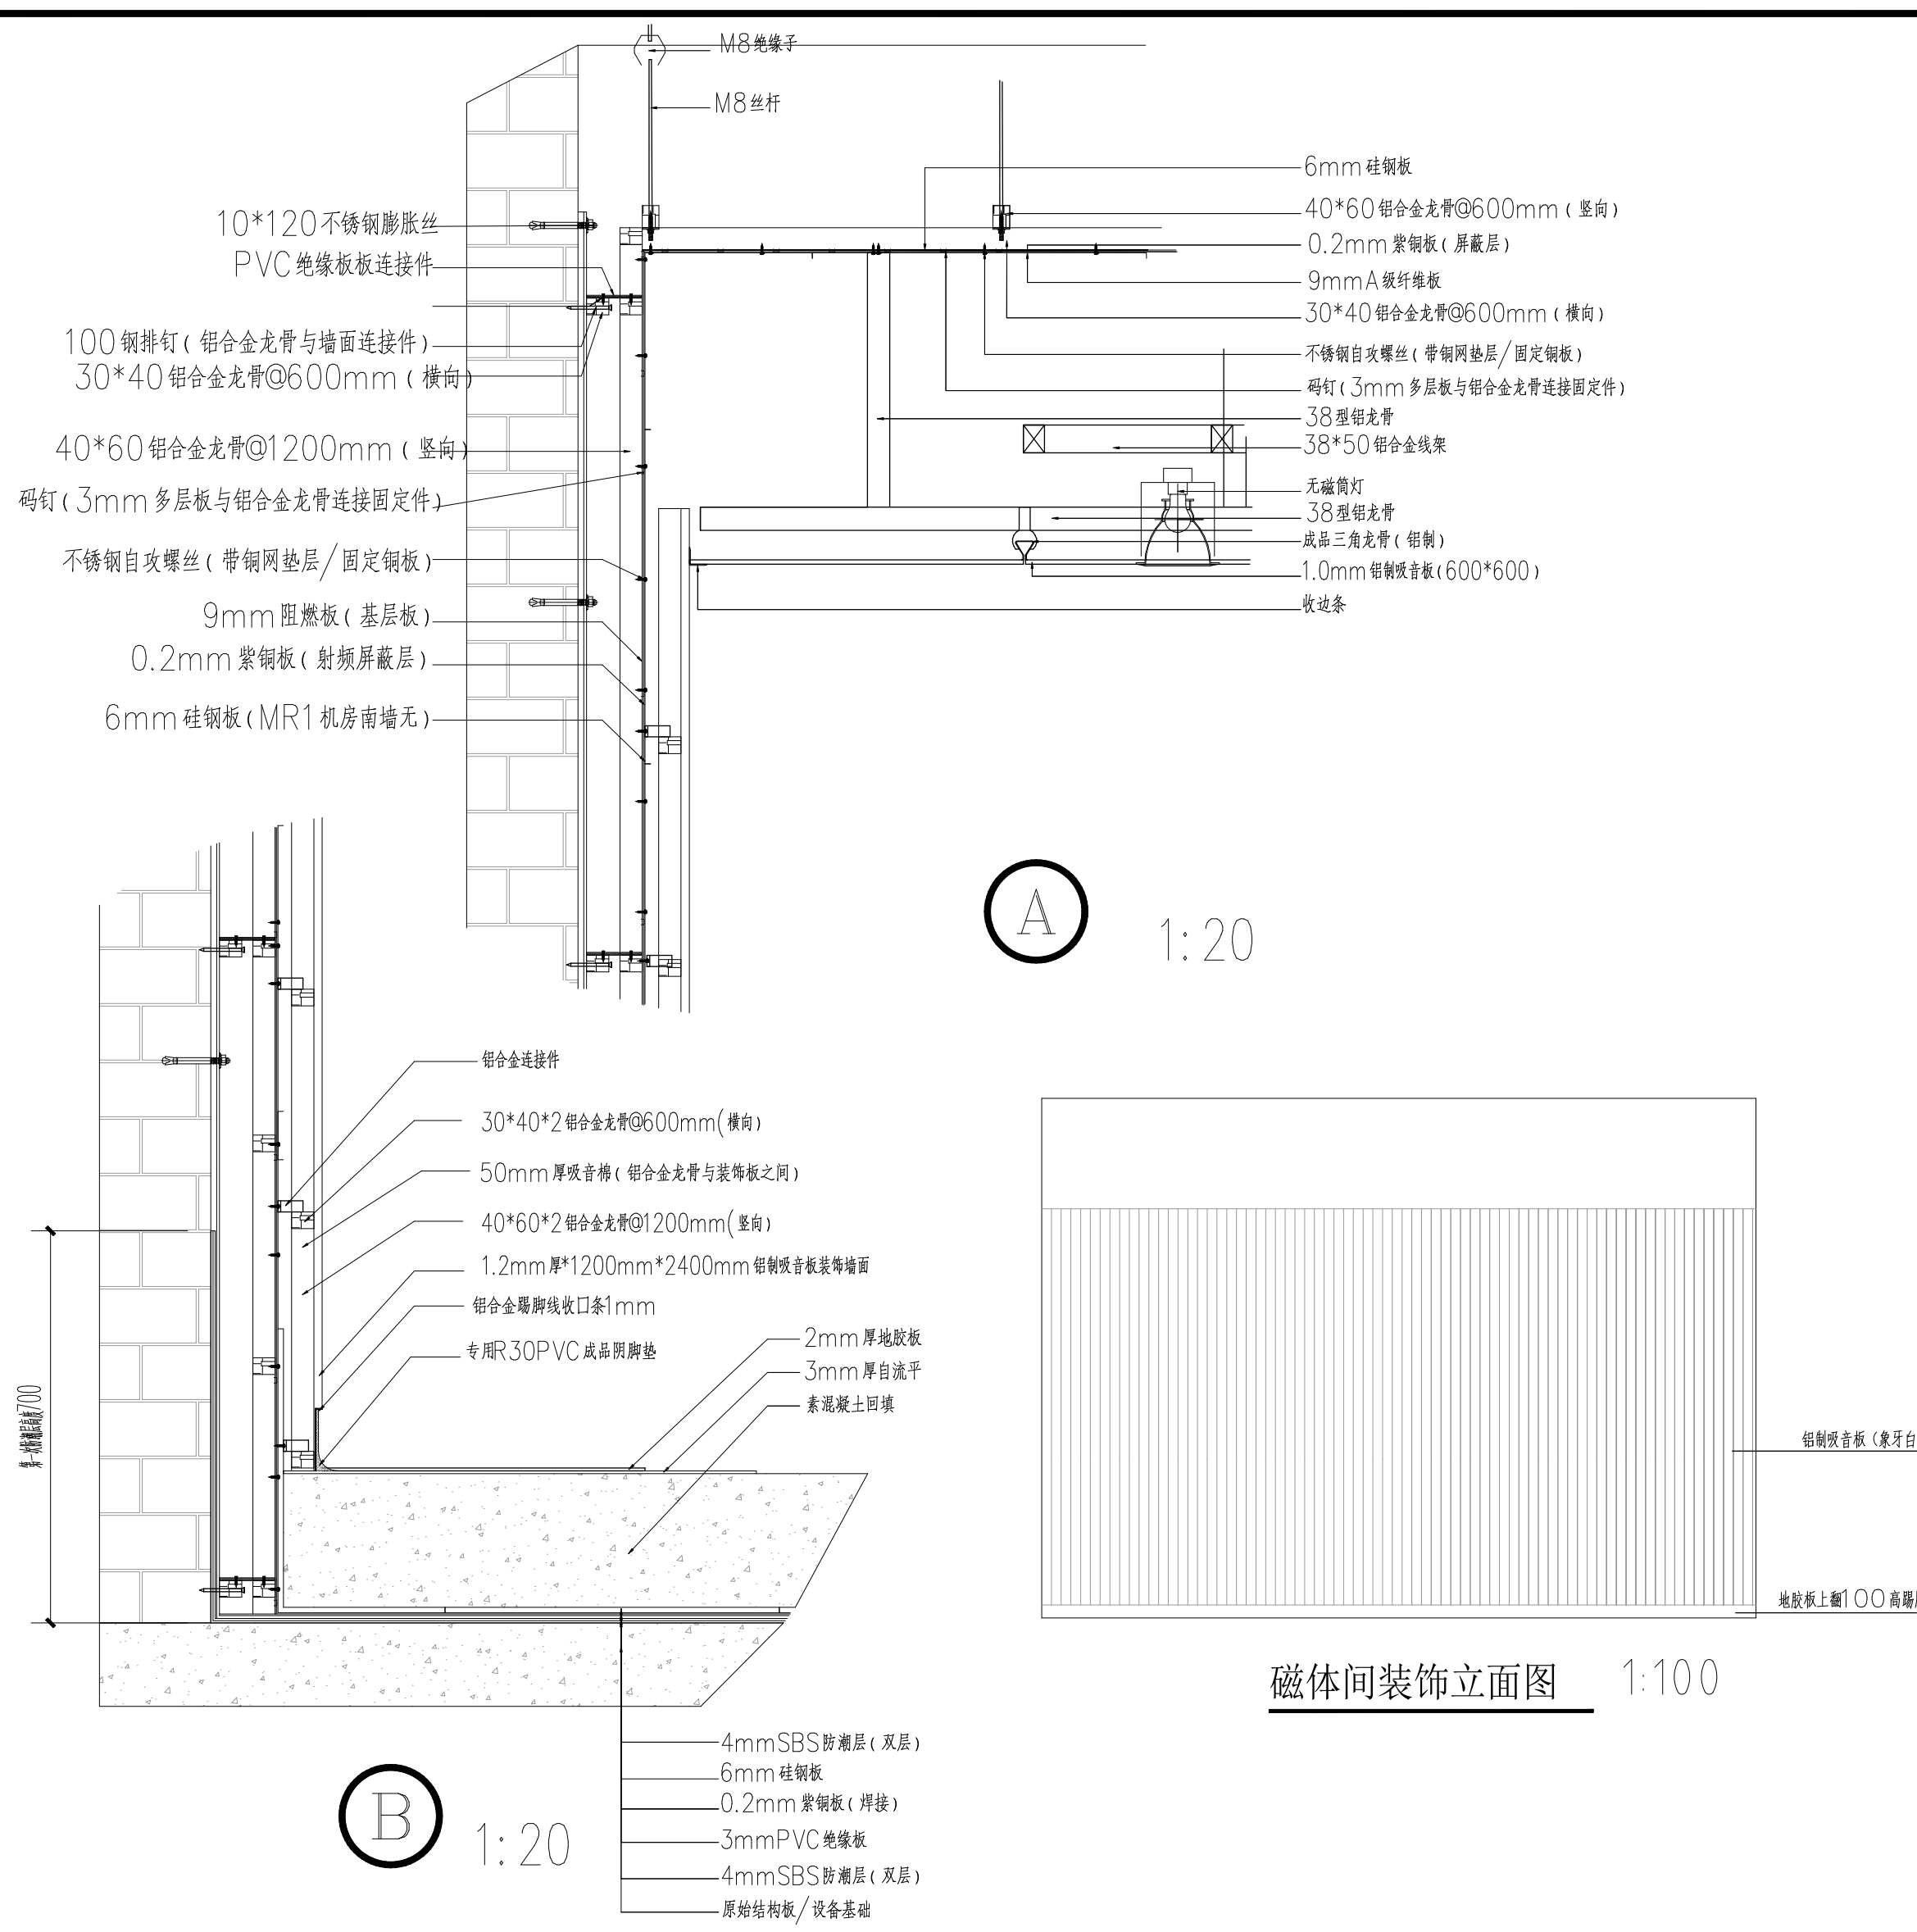 M8绝缘子
M8丝杆
10*120不锈钢膨胀丝
PVC绝缘板板连接件
100钢排钉(铝合金龙骨与墙面连接件)
30*40铝合金龙骨@600mm(横向)
40*60铝合金龙骨@1200mm(竖向)
码钉(3mm多层板与铝合金龙骨连接固定件)
不锈钢自攻螺丝(带铜网垫层/固定铜板)
9mm阻燃板(基层板)
0.2mm紫铜板(射频屏蔽层)
6mm硅钢板(MR1机房南墙无)
6mm硅钢板
40*60铝合金龙骨@600mm(竖向)
0.2mm紫铜板(屏蔽层)
9mmA级纤维板
30*40铝合金龙骨@600mm(横向)
不锈钢自攻螺丝(带铜网垫层/固定铜板)
码钉(3mm多层板与铝合金龙骨连接固定件)
38型铝龙骨
38*50铝合金线架
无磁筒灯
38型铝龙骨
成品三角龙骨(铝制)
1.0mm铝制吸音板(600*600)
收边条
A
1:20
铝合金连接件
30*40*2铝合金龙骨@600mm(横向)
50mm厚吸音棉(铝合金龙骨与装饰板之间)
40*60*2铝合金龙骨@1200mm(竖向)
1.2mm厚*1200mm*2400mm铝制吸音板装饰墙面
铝合金踢脚线收口条1mm
专用R30PVC成品阴脚垫
2mm厚地胶板
3mm厚自流平
素混凝土回填
第一次防潮层高度700
4mmSBS防潮层(双层)
6mm硅钢板
0.2mm紫铜板(焊接)
3mmPVC绝缘板
4mmSBS防潮层(双层)
原始结构板/设备基础
B
1:20
铝制吸音板(象牙白
地胶板上翻100高踢
磁体间装饰立面图
1:100